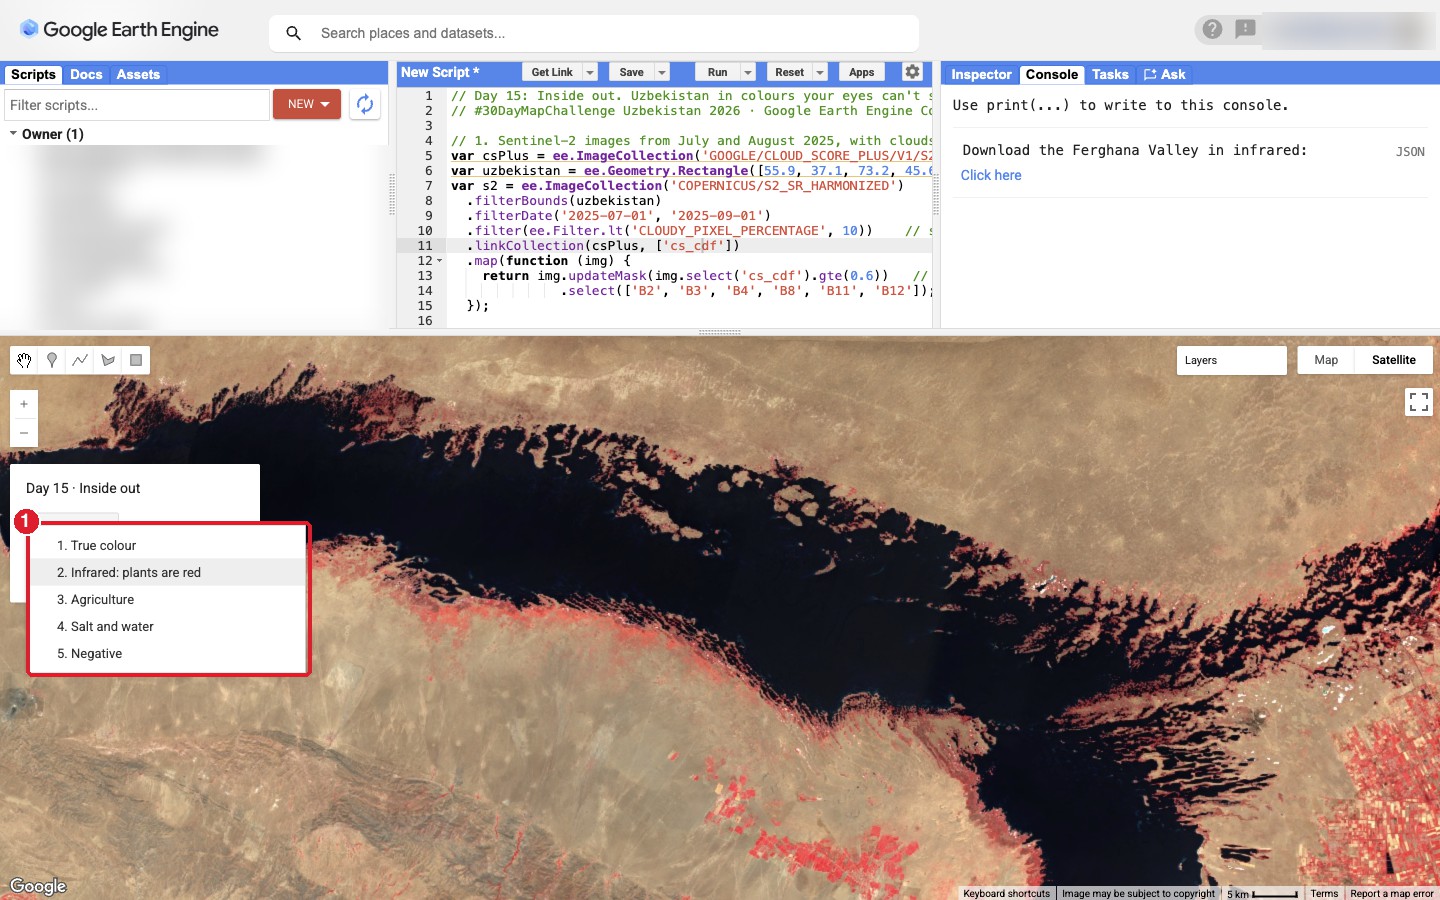 Google Earth Engine
Search places and datasets...
Scripts Docs Assets
Filter scripts...
NEW
Owner (1)
New Script *
Get Link Save Run Reset Apps
1 // Day 15: Inside out. Uzbekistan in colours your eyes can't s
2 // #30DayMapChallenge Uzbekistan 2026 · Google Earth Engine Co
3
4 // 1. Sentinel-2 images from July and August 2025, with clouds
5 var csPlus = ee.ImageCollection('GOOGLE/CLOUD_SCORE_PLUS/V1/S2
6 var uzbekistan = ee.Geometry.Rectangle([55.9, 37.1, 73.2, 45.6
7 var s2 = ee.ImageCollection('COPERNICUS/S2_SR_HARMONIZED')
8 .filterBounds(uzbekistan)
9 .filterDate('2025-07-01', '2025-09-01')
10 .filter(ee.Filter.lt('CLOUDY_PIXEL_PERCENTAGE', 10)) // s
11 .linkCollection(csPlus, ['cs_cdf'])
12 .map(function (img) {
13 return img.updateMask(img.select('cs_cdf').gte(0.6)) //
14 .select(['B2', 'B3', 'B4', 'B8', 'B11', 'B12']);
15 });
16
Inspector Console Tasks Ask
Use print(...) to write to this console.
Download the Ferghana Valley in infrared: JSON
Click here
Layers
Map Satellite
Day 15 · Inside out
1
1. True colour
2. Infrared: plants are red
3. Agriculture
4. Salt and water
5. Negative
Google
Keyboard shortcuts Image may be subject to copyright 5 km Terms Report a map error